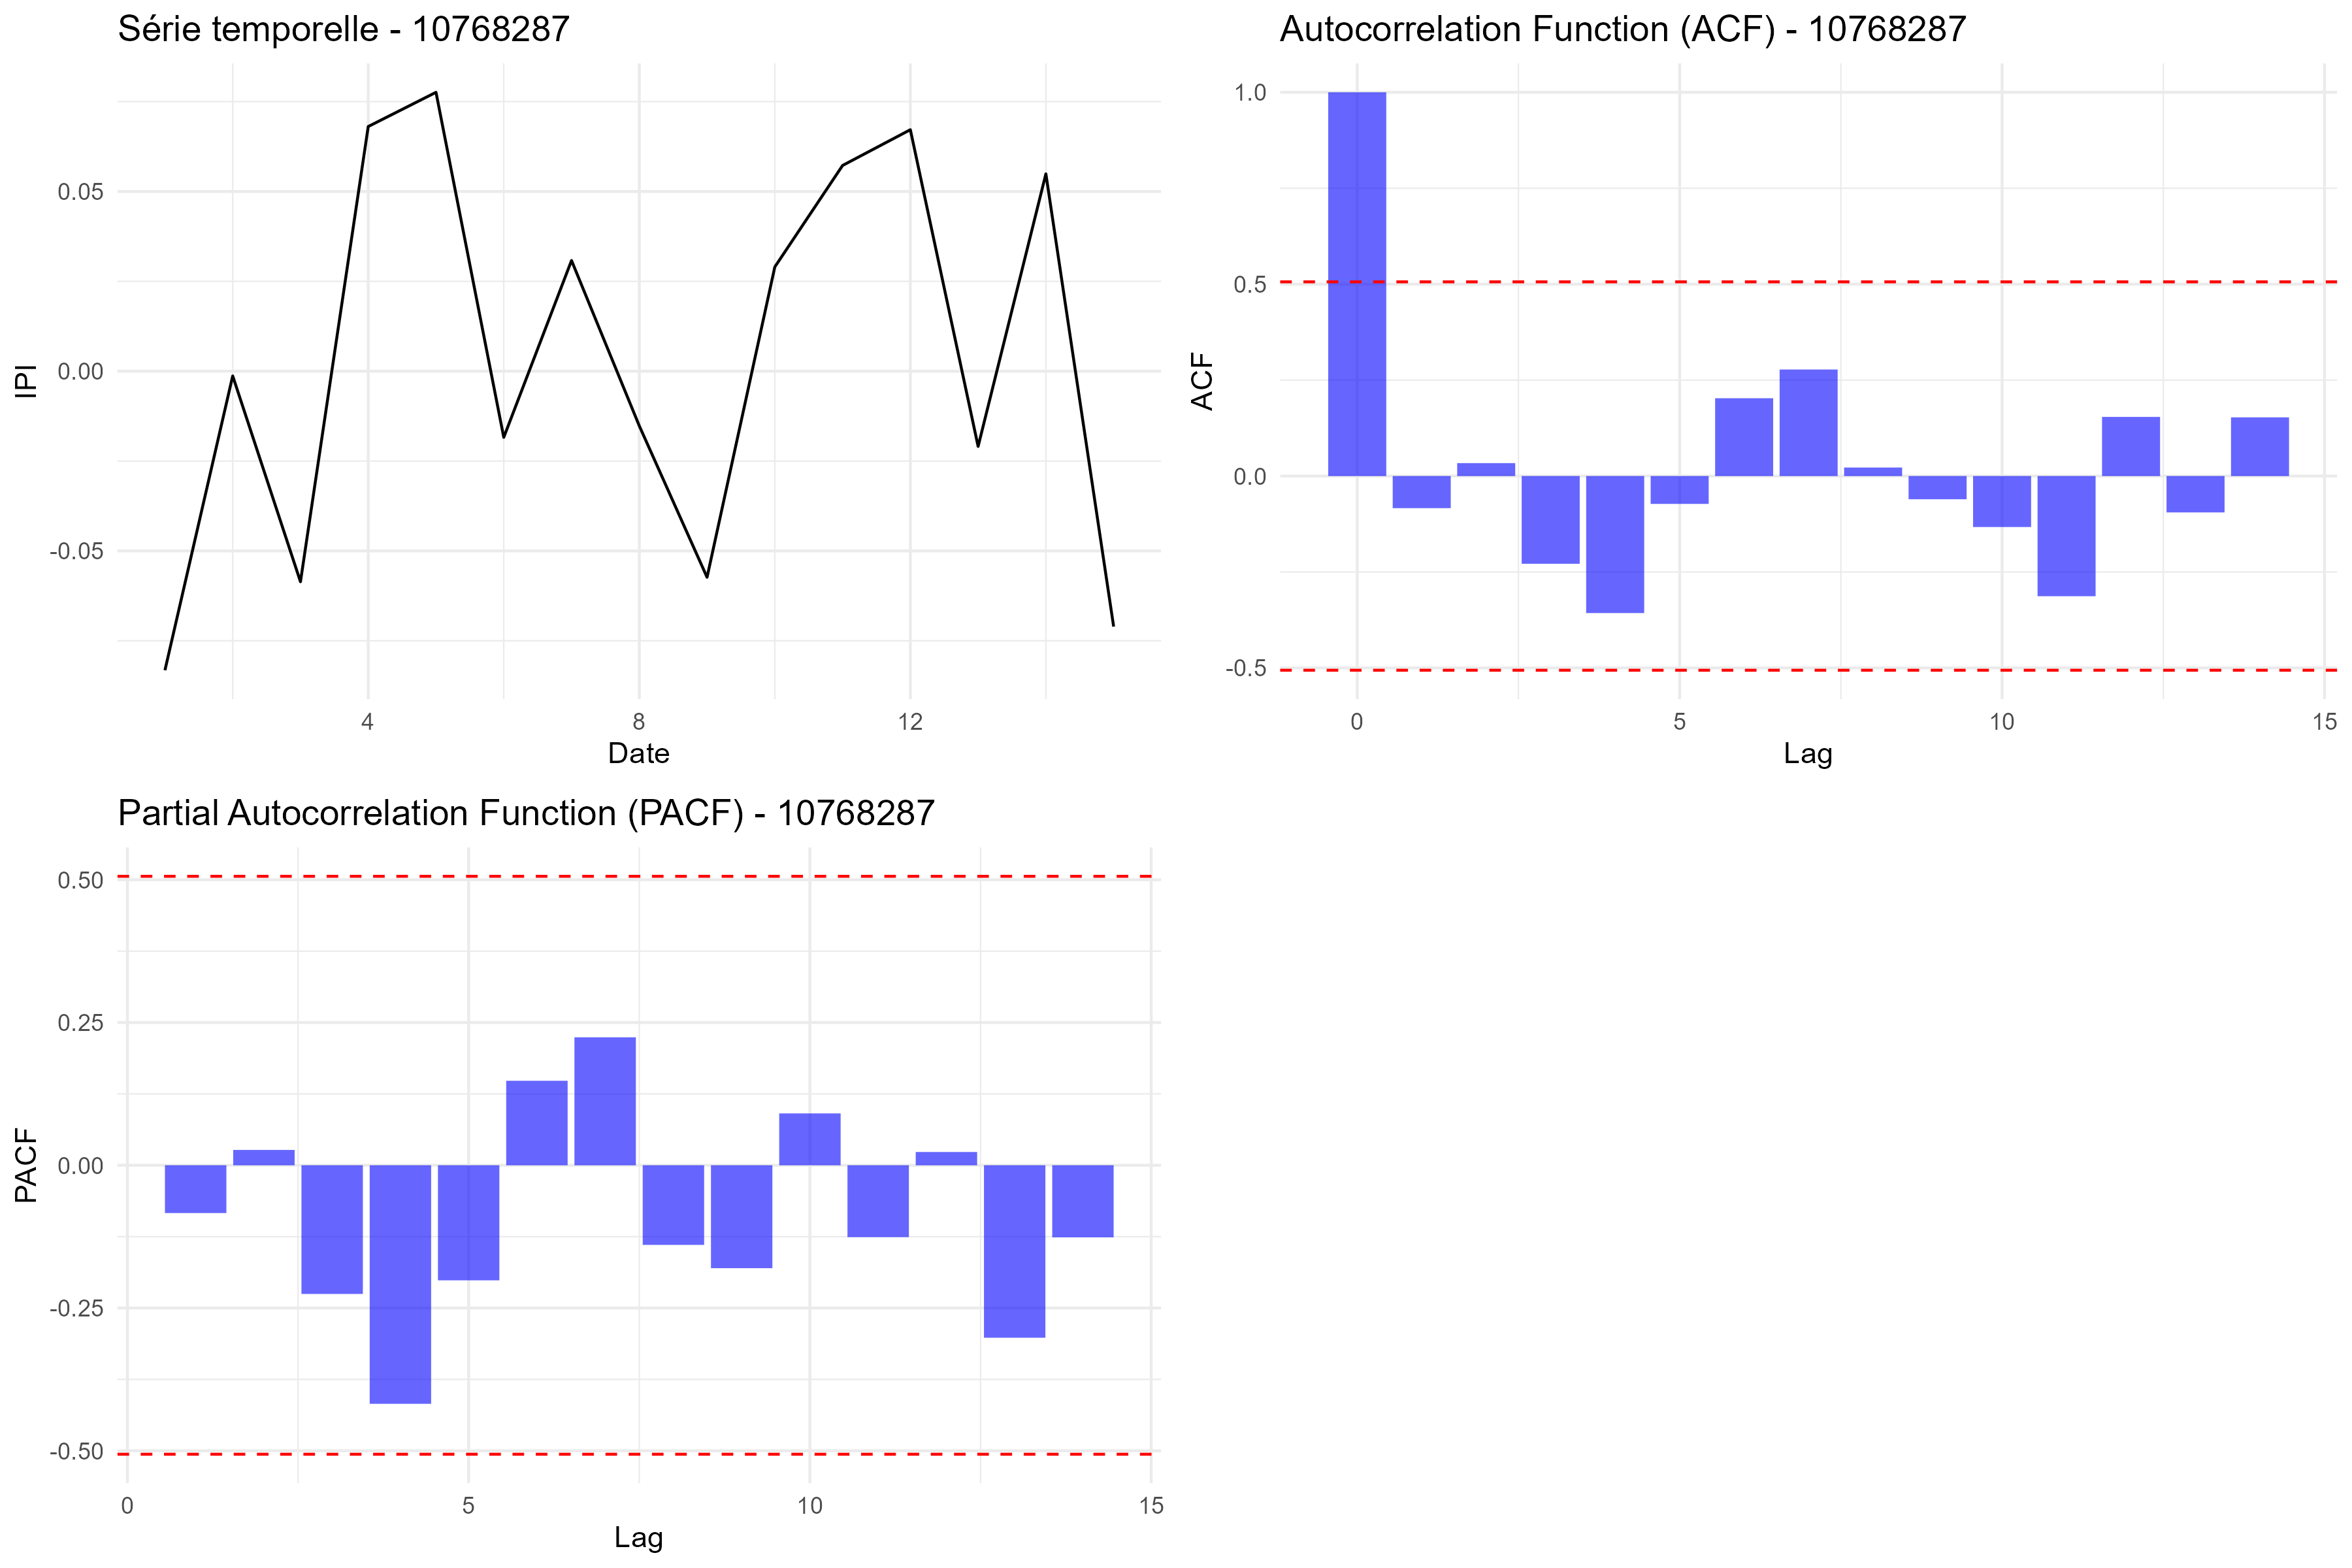 Série temporelle - 10768287
IPI
0.05
0.00
-0.05
4 8 12
Date
Autocorrelation Function (ACF) - 10768287
ACF
1.0
0.5
0.0
-0.5
0 5 10 15
Lag
Partial Autocorrelation Function (PACF) - 10768287
PACF
0.50
0.25
0.00
-0.25
-0.50
0 5 10 15
Lag